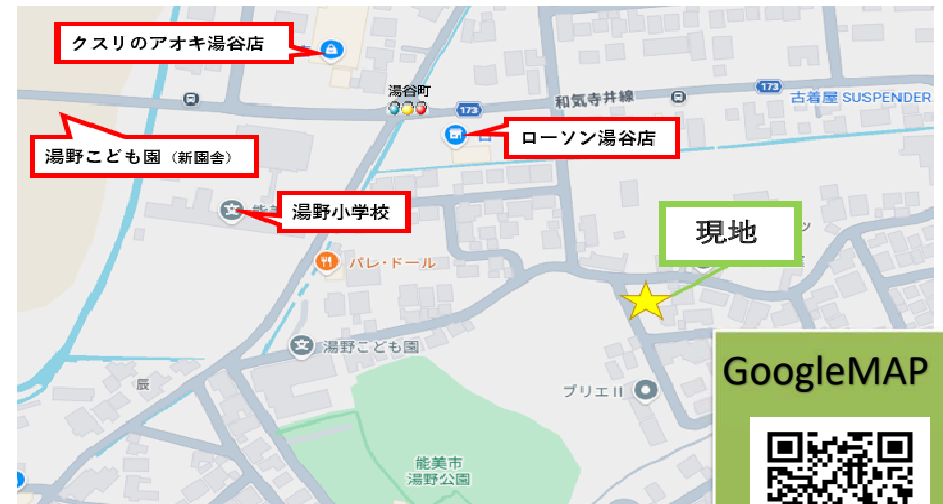 クスリのアオキ湯谷店
湯谷町
173
和気寺井線
173
古着屋 SUSPENDER
湯野こども園（新園舎）
ローソン湯谷店
湯野小学校
現地
パレ・ドール
湯野こども園
辰
GoogleMAP
プリエII
能美市
湯野公園